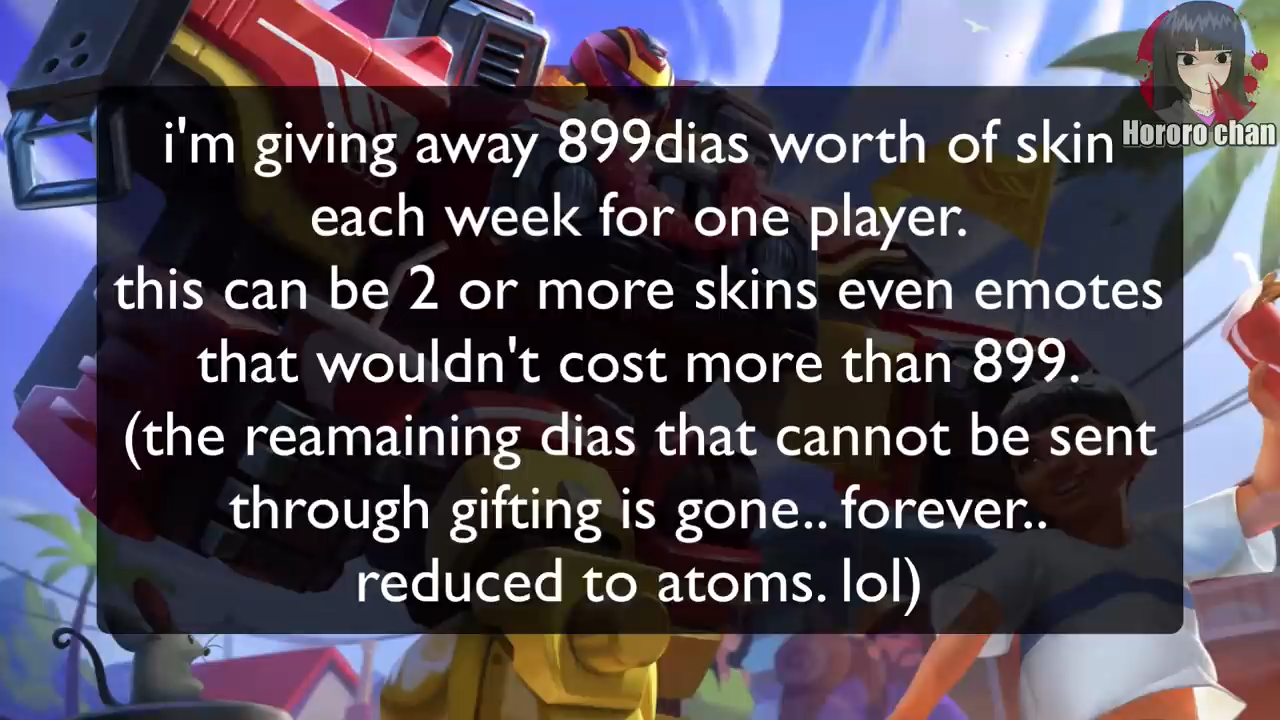 i'm giving away 899dias worth of skin
each week for one player.
this can be 2 or more skins even emotes
that wouldn't cost more than 899.
(the reamaining dias that cannot be sent
through gifting is gone.. forever..
reduced to atoms. lol)
Hororo chan